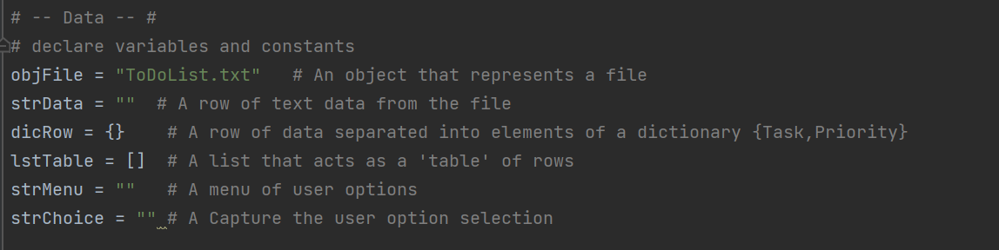 # -- Data -- #
# declare variables and constants
objFile = "ToDoList.txt"   # An object that represents a file
strData = ""  # A row of text data from the file
dicRow = {}    # A row of data separated into elements of a dictionary {Task,Priority}
lstTable = []  # A list that acts as a 'table' of rows
strMenu = ""   # A menu of user options
strChoice = "" # A Capture the user option selection